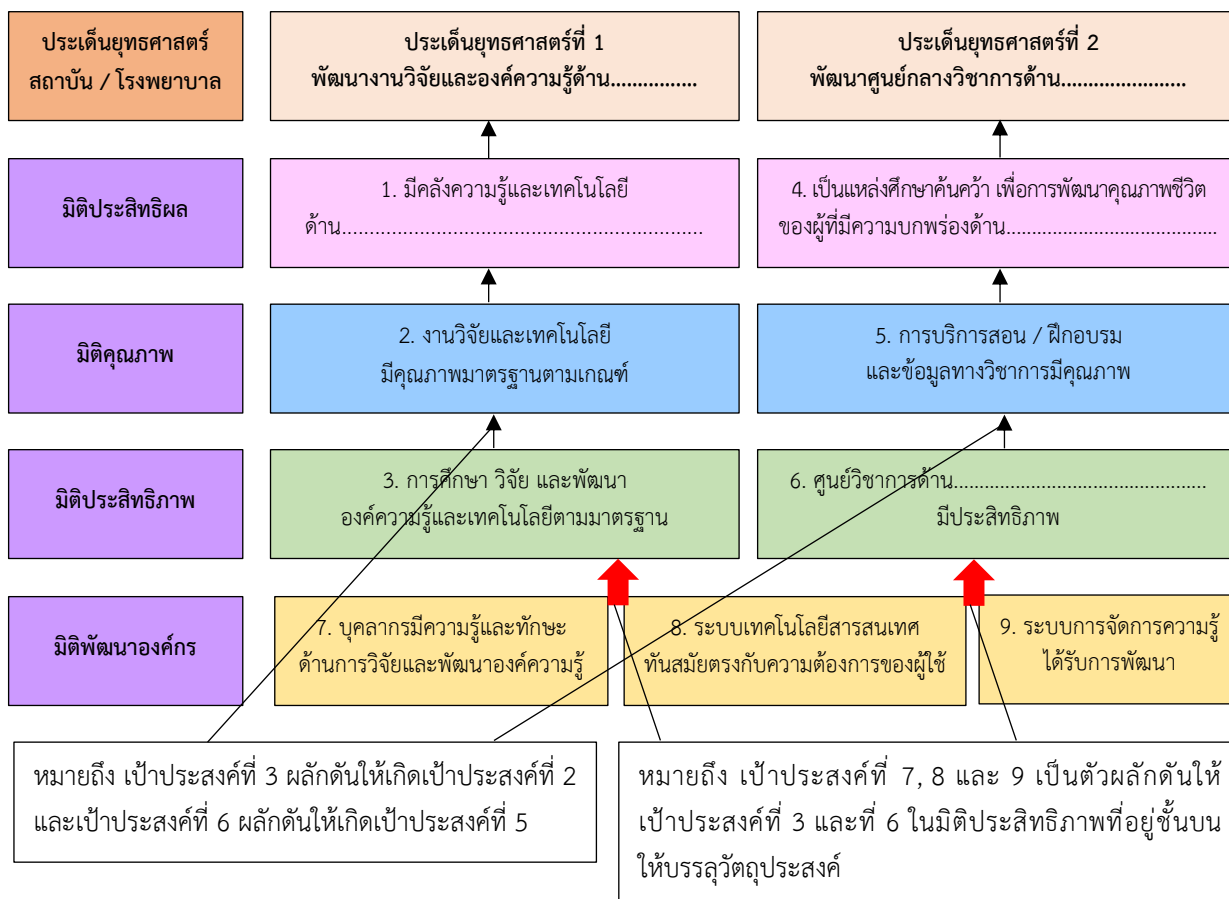 ประเด็นยุทธศาสตร์
สถาบัน / โรงพยาบาล
ประเด็นยุทธศาสตร์ที่ 1
พัฒนางานวิจัยและองค์ความรู้ด้าน................
ประเด็นยุทธศาสตร์ที่ 2
พัฒนาศูนย์กลางวิชาการด้าน.......................
มิติประสิทธิผล
1. มีคลังความรู้และเทคโนโลยี
ด้าน................................................................
4. เป็นแหล่งศึกษาค้นคว้า เพื่อการพัฒนาคุณภาพชีวิต
ของผู้ที่มีความบกพร่องด้าน.......................................
มิติคุณภาพ
2. งานวิจัยและเทคโนโลยี
มีคุณภาพมาตรฐานตามเกณฑ์
5. การบริการสอน / ฝึกอบรม
และข้อมูลทางวิชาการมีคุณภาพ
มิติประสิทธิภาพ
3. การศึกษา วิจัย และพัฒนา
องค์ความรู้และเทคโนโลยีตามมาตรฐาน
6. ศูนย์วิชาการด้าน...............................................
มีประสิทธิภาพ
มิติพัฒนาองค์กร
7. บุคลากรมีความรู้และทักษะ
ด้านการวิจัยและพัฒนาองค์ความรู้
8. ระบบเทคโนโลยีสารสนเทศ
ทันสมัยตรงกับความต้องการของผู้ใช้
9. ระบบการจัดการความรู้
ได้รับการพัฒนา
หมายถึง เป้าประสงค์ที่ 3 ผลักดันให้เกิดเป้าประสงค์ที่ 2
และเป้าประสงค์ที่ 6 ผลักดันให้เกิดเป้าประสงค์ที่ 5
หมายถึง เป้าประสงค์ที่ 7, 8 และ 9 เป็นตัวผลักดันให้
เป้าประสงค์ที่ 3 และที่ 6 ในมิติประสิทธิภาพที่อยู่ชั้นบน
ให้บรรลุวัตถุประสงค์